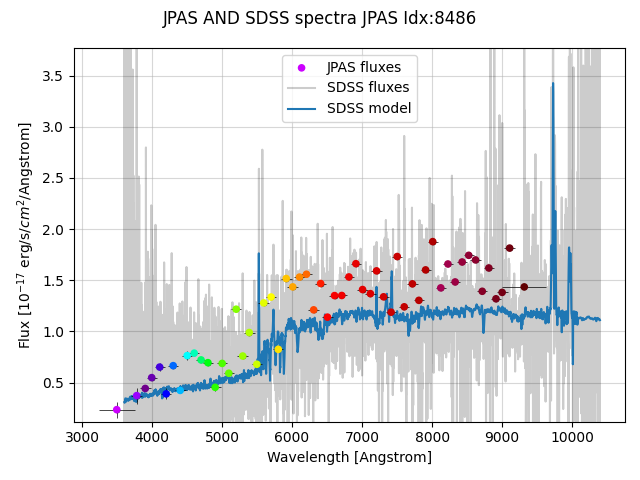 JPAS AND SDSS spectra JPAS Idx:8486
JPAS fluxes
SDSS fluxes
SDSS model
Flux [10⁻¹⁷ erg/s/cm²/Angstrom]
3.5
3.0
2.5
2.0
1.5
1.0
0.5
3000 4000 5000 6000 7000 8000 9000 10000
Wavelength [Angstrom]